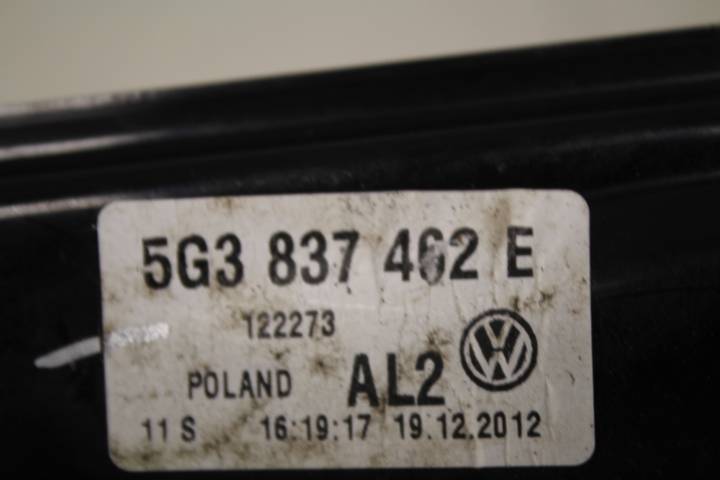 5G3 837 462 E
122273
POLAND AL2
11 S 16:19:17 19.12.2012